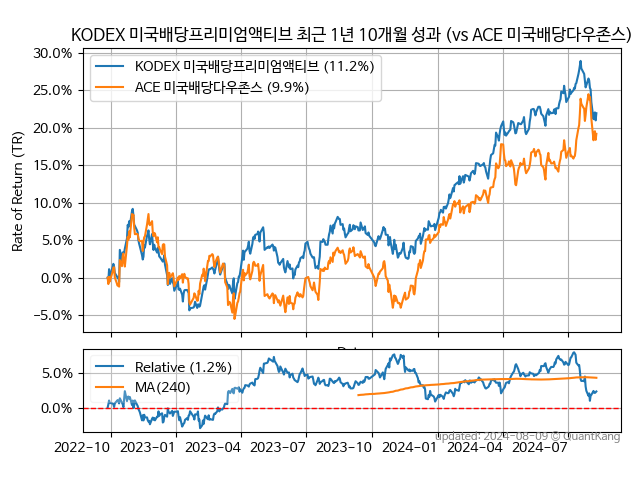 KODEX 미국배당프리미엄액티브 최근 1년 10개월 성과 (vs ACE 미국배당다우존스)
Rate of Return (TR)
30.0%
25.0%
20.0%
15.0%
10.0%
5.0%
0.0%
−5.0%
KODEX 미국배당프리미엄액티브 (11.2%)
ACE 미국배당다우존스 (9.9%)
5.0%
0.0%
Relative (1.2%)
MA(240)
2022−10 2023−01 2023−04 2023−07 2023−10 2024−01 2024−04 2024−07
Updated: 2024-08-09 © QuantKang